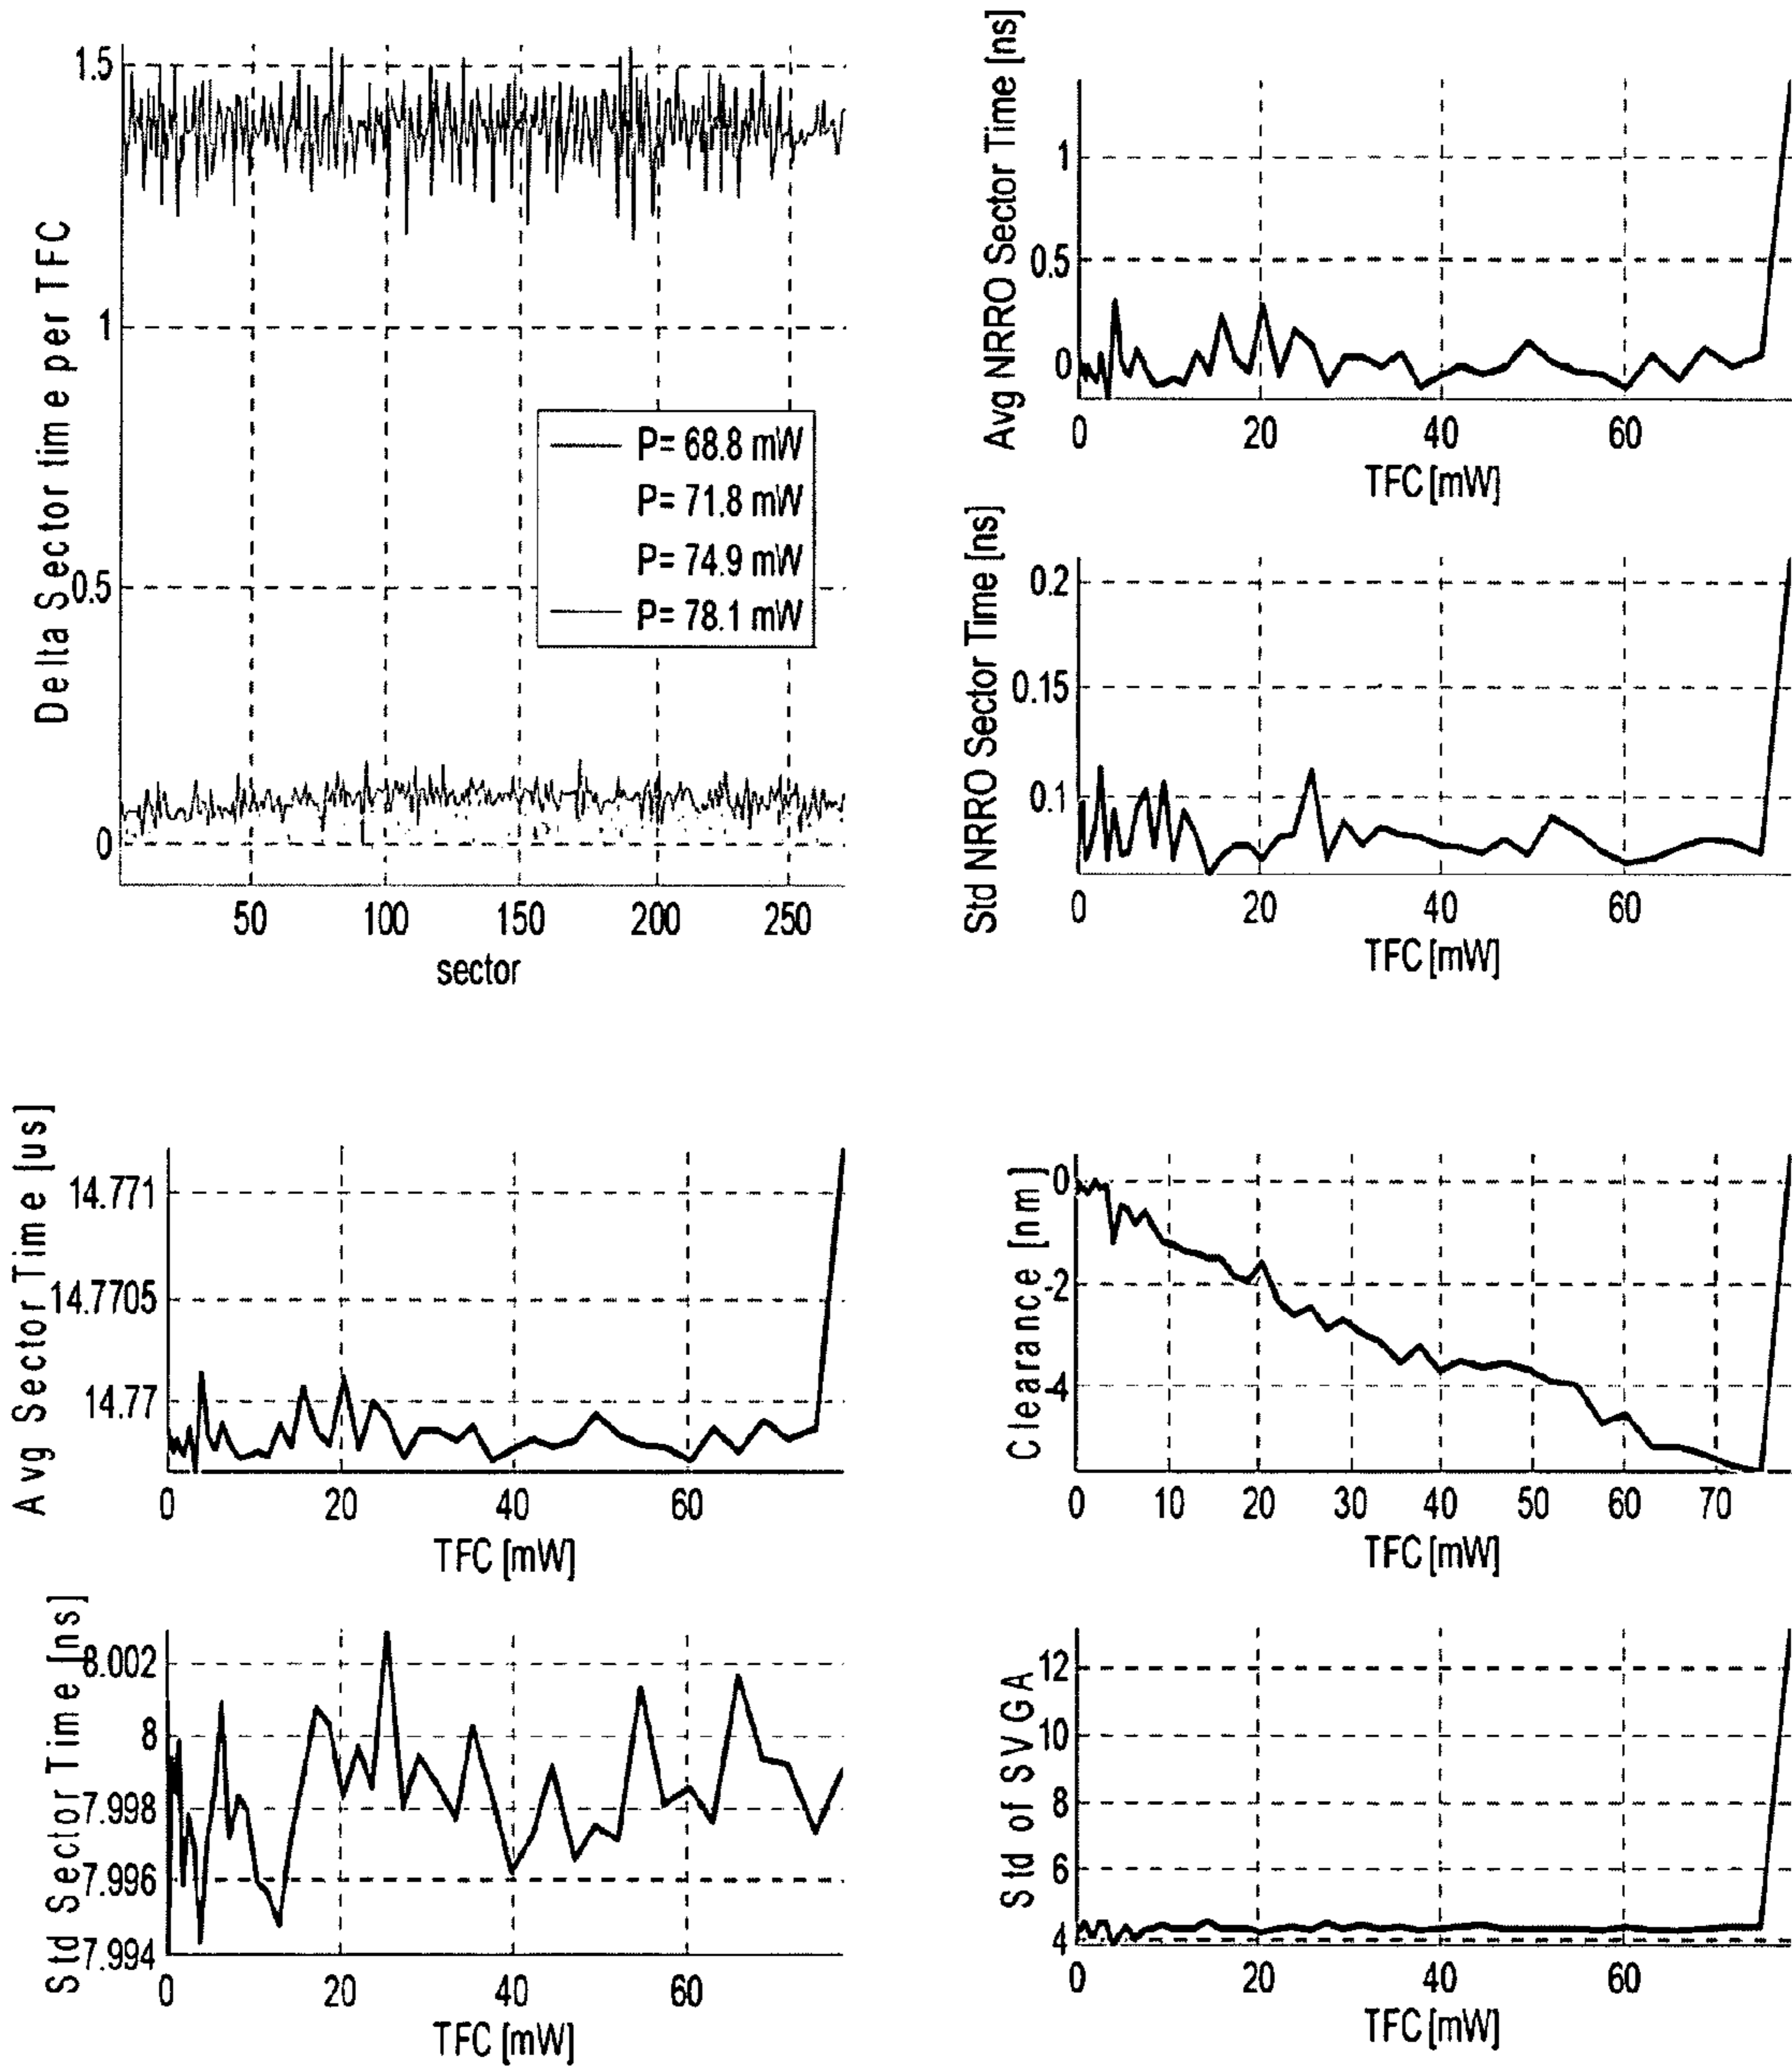 Delta Sector time per TFC
1.5
1
0.5
0
P= 68.8 mW
P= 71.8 mW
P= 74.9 mW
P= 78.1 mW
50 100 150 200 250
sector
Avg NRRO Sector Time [ns]
1
0.5
0
0 20 40 60
TFC [mW]
Std NRRO Sector Time [ns]
0.2
0.15
0.1
0 20 40 60
TFC [mW]
Avg Sector Time [us]
14.771
14.7705
14.77
0 20 40 60
TFC [mW]
Clearance [nm]
0
-2
-4
0 10 20 30 40 50 60 70
TFC [mW]
Std Sector Time [ns]
8.002
8
7.998
7.996
7.994
0 20 40 60
TFC [mW]
Std of SVGA
12
10
8
6
4
0 20 40 60
TFC [mW]